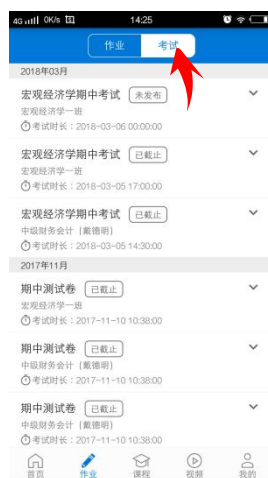 4G 0K/s 14:25
作业 考试
2018年03月
宏观经济学期中考试 未发布
宏观经济学一班
考试时长：2018-03-06 00:00:00
宏观经济学期中考试 已截止
宏观经济学一班
考试时长：2018-03-05 17:00:00
宏观经济学期中考试 已截止
中级财务会计 (戴德明)
考试时长：2018-03-05 14:30:00
2017年11月
期中测试卷 已截止
宏观经济学一班
考试时长：2017-11-10 10:38:00
期中测试卷 已截止
中级财务会计 (戴德明)
考试时长：2017-11-10 10:38:00
期中测试卷 已截止
中级财务会计 (戴德明)
考试时长：2017-11-10 10:38:00
首页 作业 课程 视频 我的